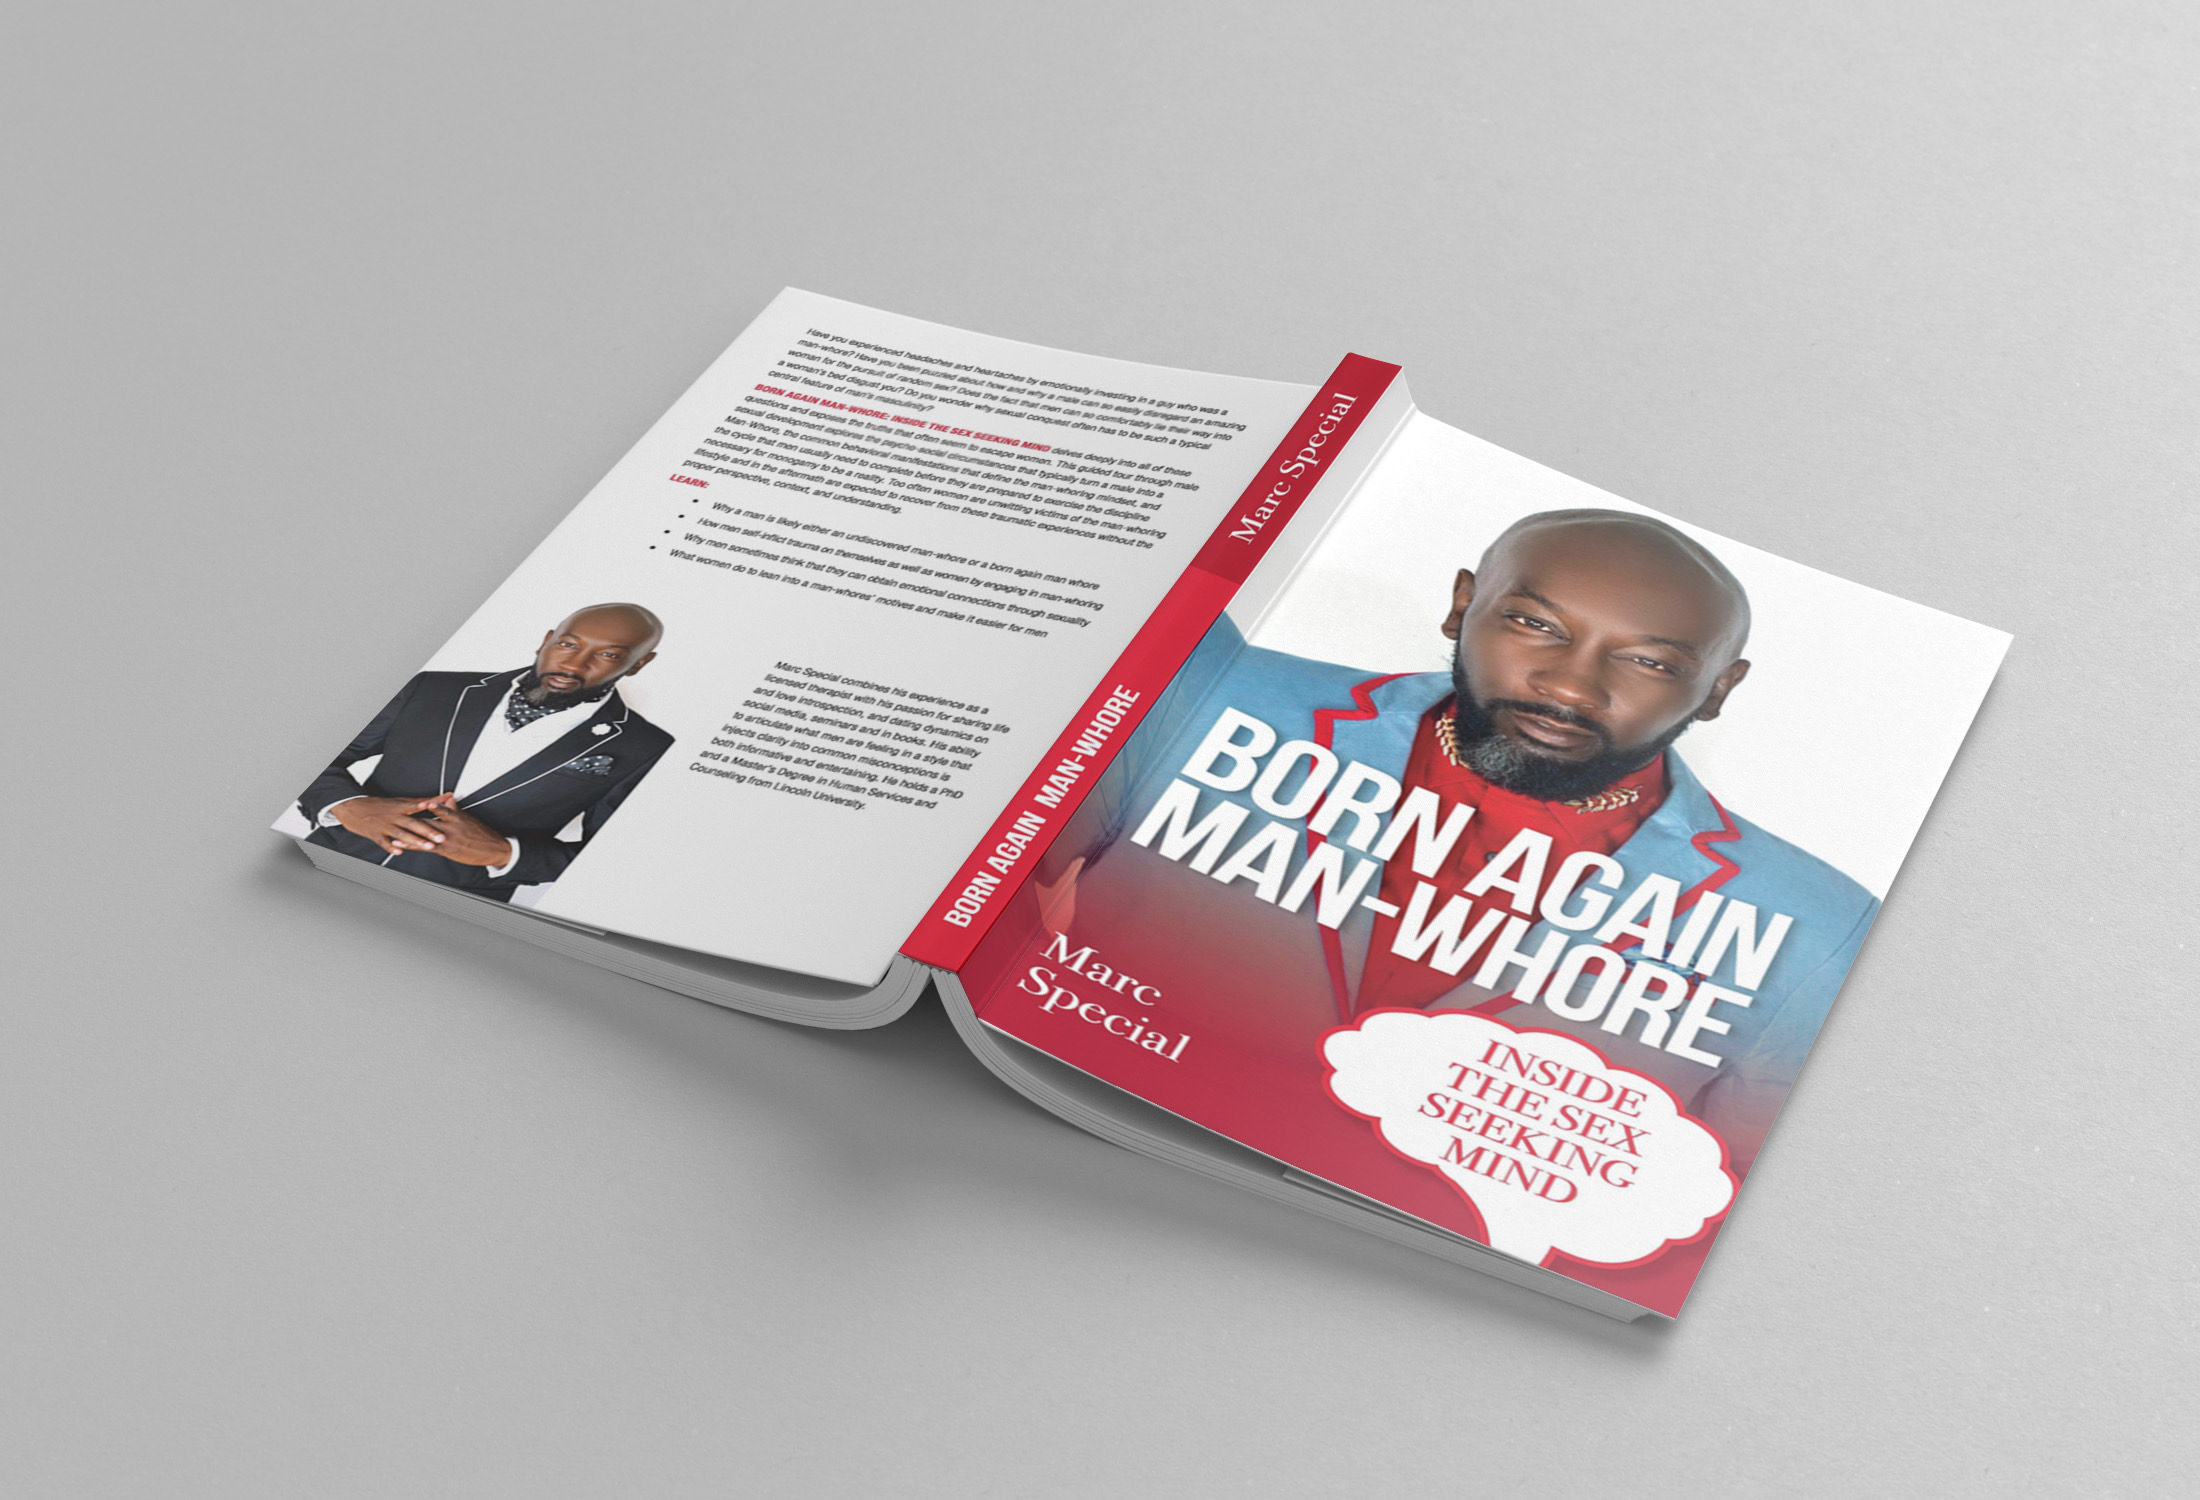 Have you experienced headaches and heartaches by emotionally investing in a guy who was a
man-whore? Have you been puzzled about how and why a male can so easily disregard an amazing
woman for the pursuit of random sex? Does the fact that men can so comfortably lie their way into
a woman's bed disgust you? Do you wonder why sexual conquest often has to be such a typical
central feature of man's masculinity?
BORN AGAIN MAN-WHORE: INSIDE THE SEX SEEKING MIND delves deeply into all of these
questions and exposes the truths that often seem to escape women. This guided tour through male
sexual development explores the psycho-social circumstances that typically turn a male into a
Man-Whore, the common behavioral manifestations that define the man-whoring mindset, and
the cycle that men usually need to complete before they are prepared to exercise the discipline
necessary for monogamy to be a reality. Too often women are unwitting victims of the man-whoring
lifestyle and in the aftermath are expected to recover from these traumatic experiences without the
proper perspective, context, and understanding.
LEARN:
• Why a man is likely either an undiscovered man-whore or a born again man whore
• How men self-inflict trauma on themselves as well as women by engaging in man-whoring
• Why men sometimes think that they can obtain emotional connections through sexuality
• What women do to lean into a man-whores' motives and make it easier for men
Marc Special combines his experience as a
licensed therapist with his passion for sharing life
and love introspection, and dating dynamics on
social media, seminars and in books. His ability
to articulate what men are feeling in a style that
injects clarity into common misconceptions is
both informative and entertaining. He holds a PhD
and a Master's Degree in Human Services and
Counseling from Lincoln University.
BORN AGAIN MAN-WHORE
Marc Special
BORN AGAIN
MAN-WHORE
Marc
Special
INSIDE
THE SEX
SEEKING
MIND